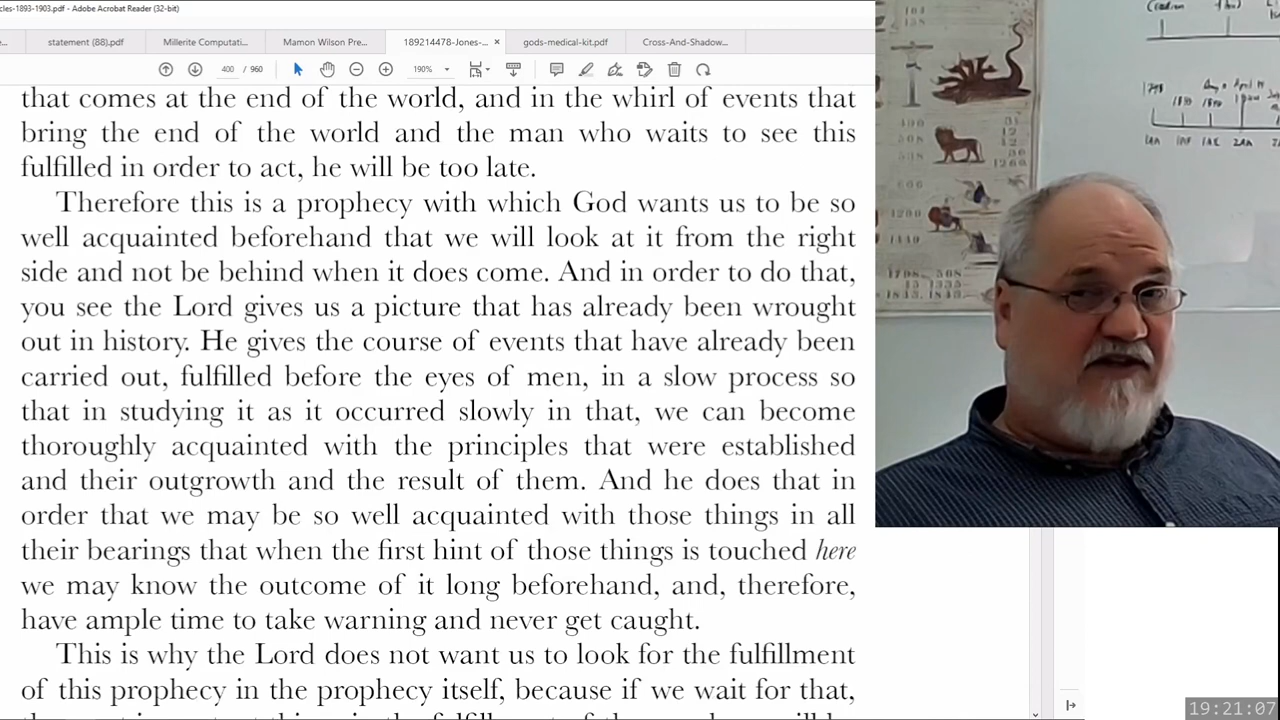 cles-1893-1903.pdf - Adobe Acrobat Reader (32-bit)
e... statement (88).pdf Millerite Computati... Mamon Wilson Pre... 189214478-Jones-... × gods-medical-kit.pdf Cross-And-Shadow...
400 / 960 190%
that comes at the end of the world, and in the whirl of events that
bring the end of the world and the man who waits to see this
fulfilled in order to act, he will be too late.
Therefore this is a prophecy with which God wants us to be so
well acquainted beforehand that we will look at it from the right
side and not be behind when it does come. And in order to do that,
you see the Lord gives us a picture that has already been wrought
out in history. He gives the course of events that have already been
carried out, fulfilled before the eyes of men, in a slow process so
that in studying it as it occurred slowly in that, we can become
thoroughly acquainted with the principles that were established
and their outgrowth and the result of them. And he does that in
order that we may be so well acquainted with those things in all
their bearings that when the first hint of those things is touched here
we may know the outcome of it long beforehand, and, therefore,
have ample time to take warning and never get caught.
This is why the Lord does not want us to look for the fulfillment
of this prophecy in the prophecy itself, because if we wait for that,
508
538
1260
1798
1843. 1843.
19:21:07